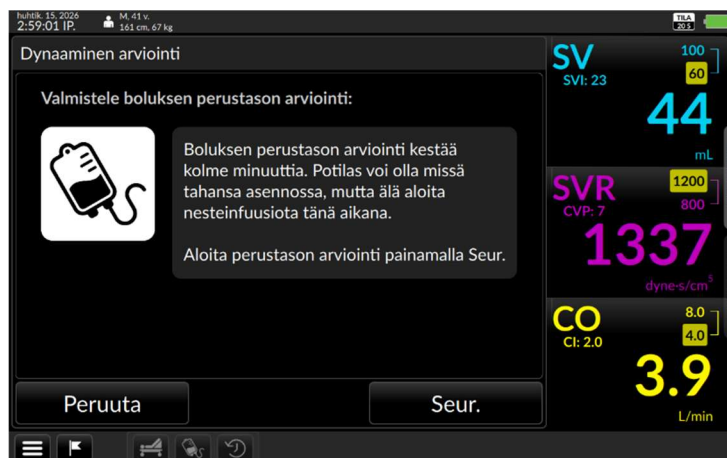 huhtik. 15, 2026
2:59:01 IP.
M, 41 v.
161 cm, 67 kg
TILA
20 S
Dynaaminen arviointi
Valmistele boluksen perustason arviointi:
Boluksen perustason arviointi kestää
kolme minuuttia. Potilas voi olla missä
tahansa asennossa, mutta älä aloita
nesteinfuusiota tänä aikana.
Aloita perustason arviointi painamalla Seur.
Peruuta
Seur.
SV
SVI: 23
100
60
44
mL
SVR
CVP: 7
1200
800
1337
dyne-s/cm⁵
CO
CI: 2.0
8.0
4.0
3.9
L/min